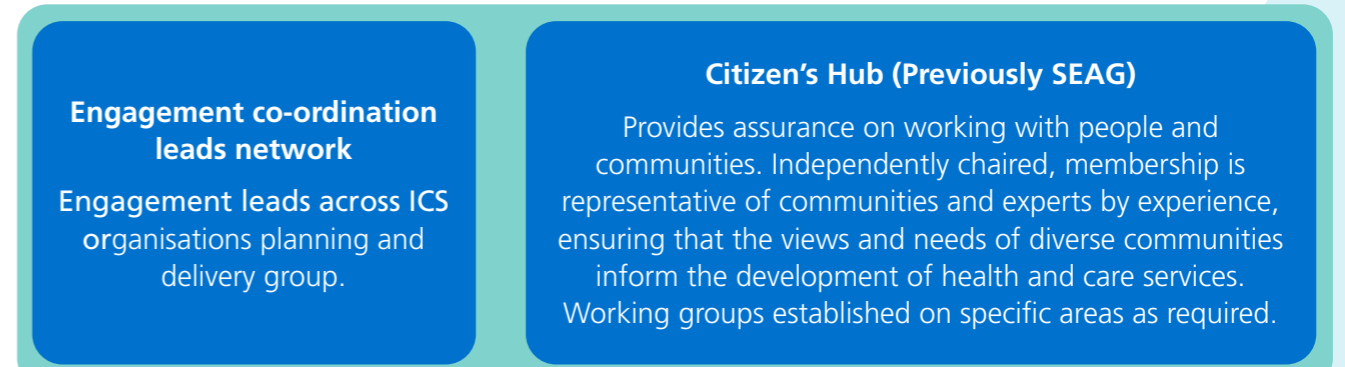 Engagement co-ordination
leads network
Engagement leads across ICS
organisations planning and
delivery group.
Citizen’s Hub (Previously SEAG)
Provides assurance on working with people and
communities. Independently chaired, membership is
representative of communities and experts by experience,
ensuring that the views and needs of diverse communities
inform the development of health and care services.
Working groups established on specific areas as required.